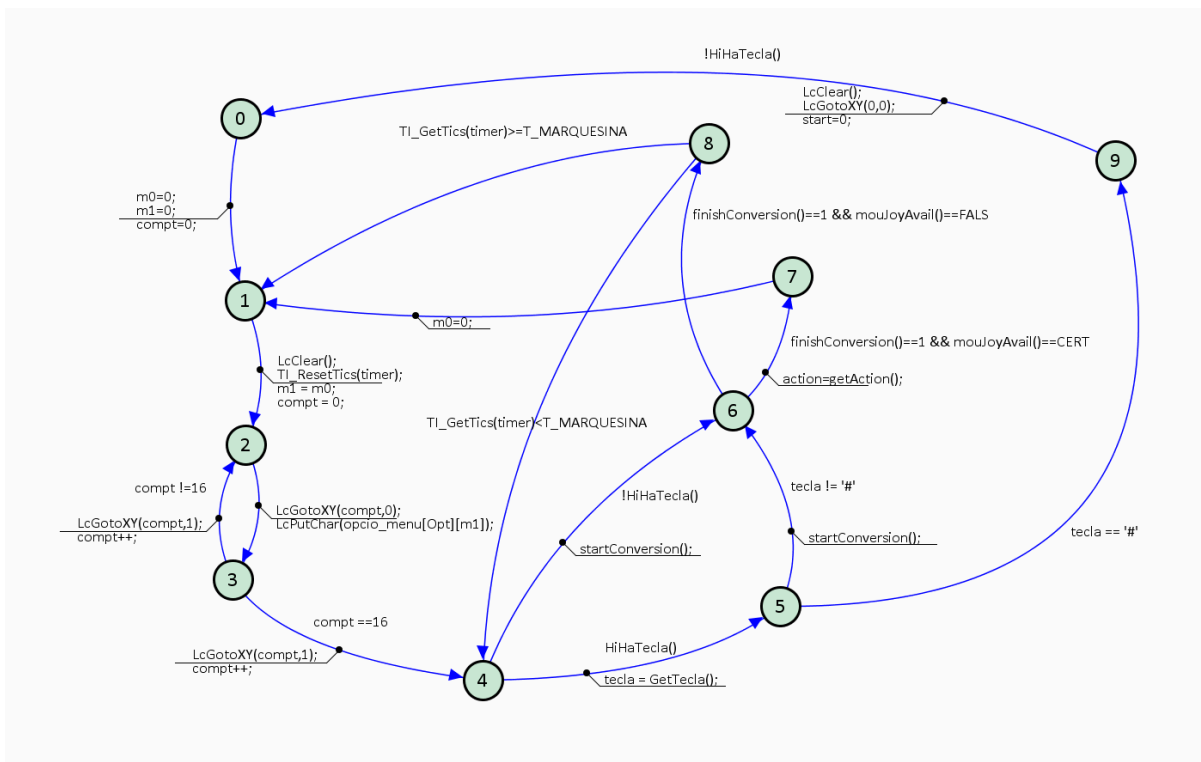 !HiHaTecla()
LcClear();
LcGotoXY(0,0);
start=0;
0
TI_GetTics(timer)>=T_MARQUESINA
8
9
m0=0;
m1=0;
compt=0;
finishConversion()==1 && mouJoyAvail()==FALS
7
1
m0=0;
finishConversion()==1 && mouJoyAvail()==CERT
LcClear();
TI_ResetTics(timer);
m1 = m0;
compt = 0;
action=getAction();
6
TI_GetTics(timer)<T_MARQUESINA
2
compt !=16
tecla != '#'
!HiHaTecla()
LcGotoXY(compt,0);
LcPutChar(opcio_menu[Opt][m1]);
LcGotoXY(compt,1);
compt++;
tecla == '#'
startConversion();
startConversion();
3
5
compt ==16
HiHaTecla()
LcGotoXY(compt,1);
compt++;
4
tecla = GetTecla();